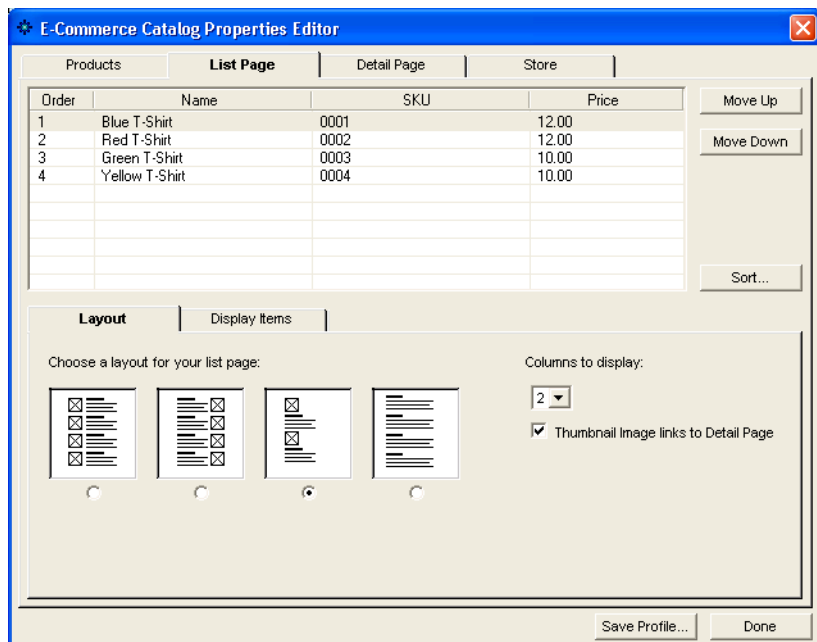 E-Commerce Catalog Properties Editor
Products List Page Detail Page Store
Order Name SKU Price
1 Blue T-Shirt 0001 12.00
2 Red T-Shirt 0002 12.00
3 Green T-Shirt 0003 10.00
4 Yellow T-Shirt 0004 10.00
Move Up
Move Down
Sort...
Layout Display Items
Choose a layout for your list page:
Columns to display:
2
Thumbnail Image links to Detail Page
Save Profile... Done